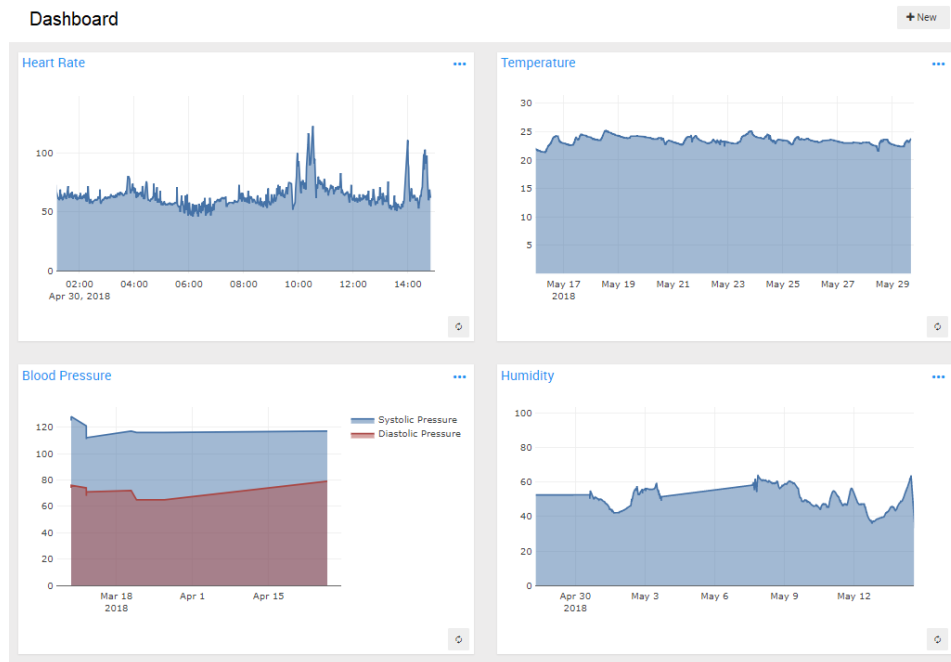 Dashboard
New
Heart Rate
100
50
0
02:00 04:00 06:00 08:00 10:00 12:00 14:00
Apr 30, 2018
Temperature
30
25
20
15
10
5
May 17 May 19 May 21 May 23 May 25 May 27 May 29
2018
Blood Pressure
Systolic Pressure
Diastolic Pressure
120
100
80
60
40
20
0
Mar 18 Apr 1 Apr 15
2018
Humidity
100
80
60
40
20
0
Apr 30 May 3 May 6 May 9 May 12
2018